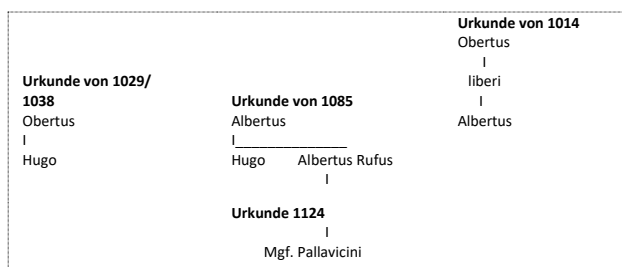 Urkunde von 1014
Obertus
I
liberi
I
Albertus
Urkunde von 1029/
1038
Obertus
I
Hugo
Urkunde von 1085
Albertus
I_______________
Hugo Albertus Rufus
I
Urkunde 1124
I
Mgf. Pallavicini